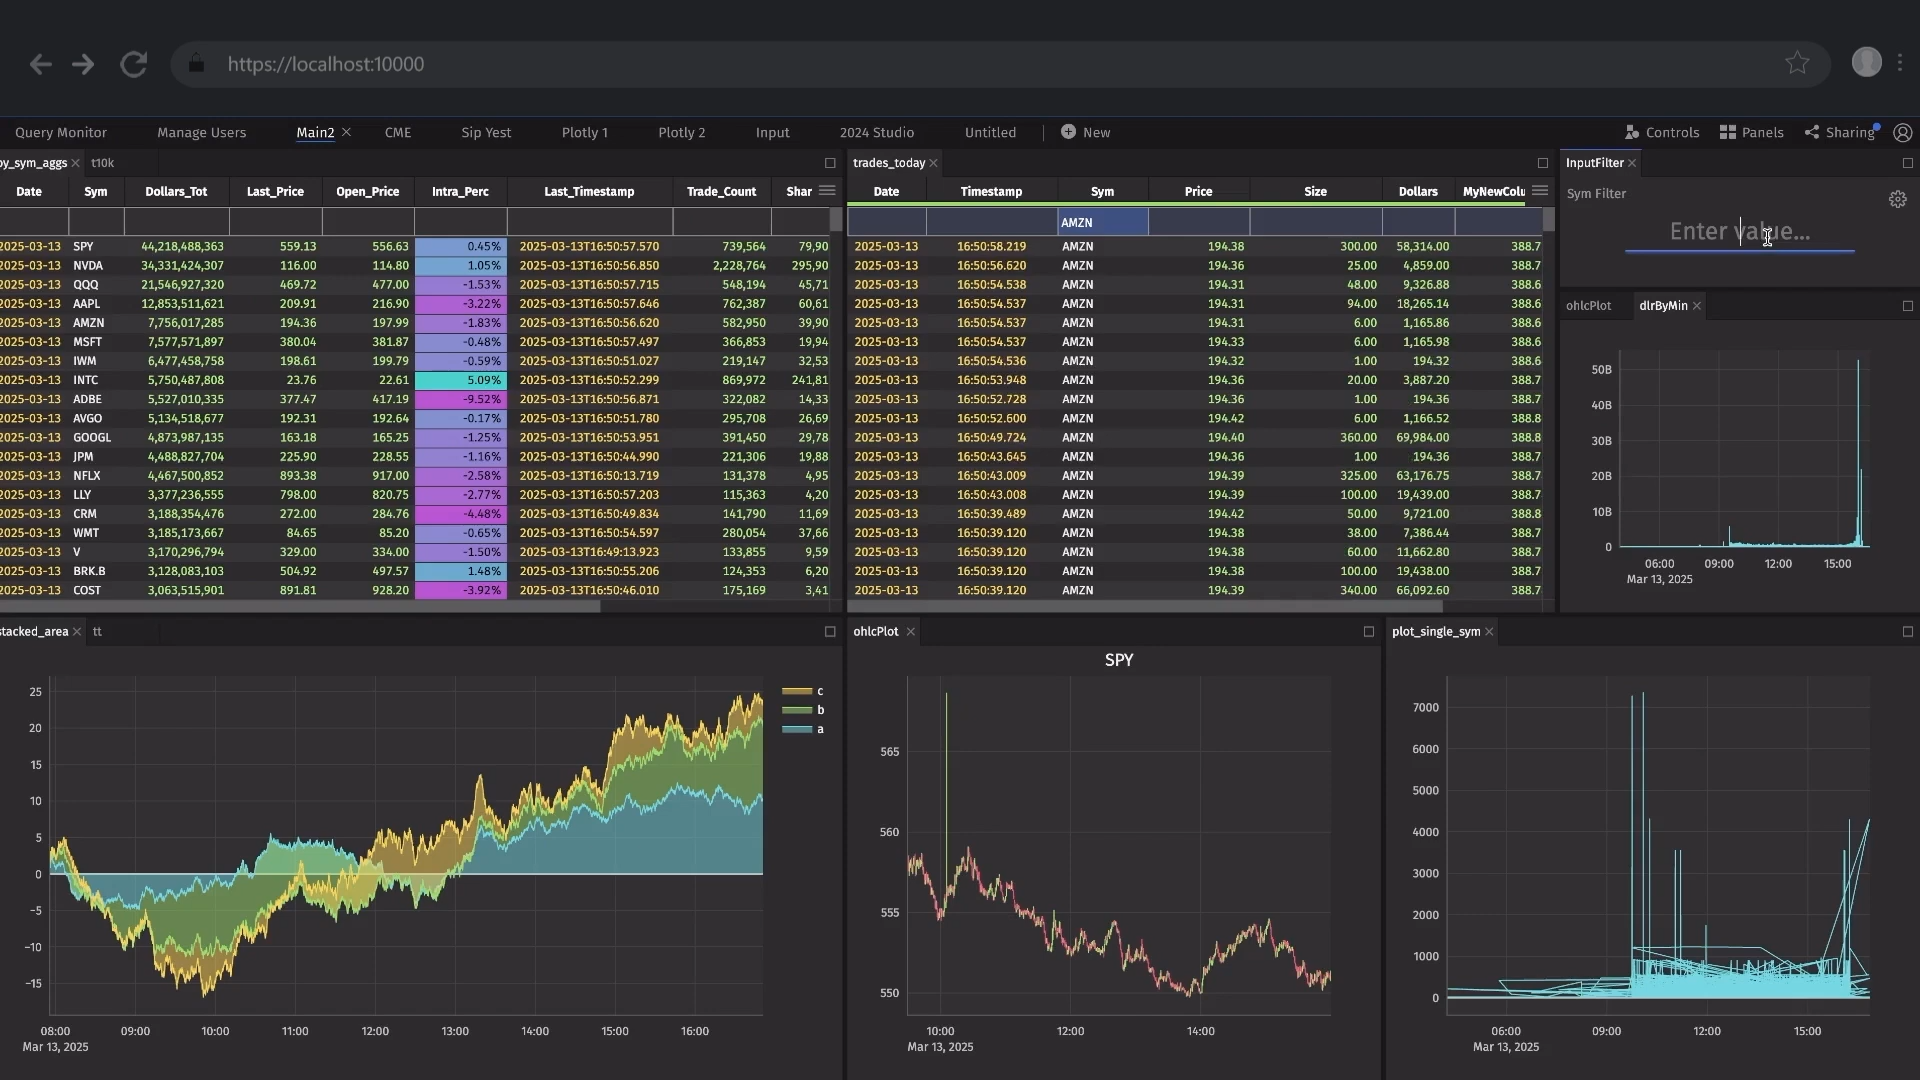 https://localhost:10000
Query Monitor Manage Users Main2 CME Sip Yest Plotly 1 Plotly 2 Input 2024 Studio Untitled New Controls Panels Sharing
by_sym_aggs t10k
Date Sym Dollars_Tot Last_Price Open_Price Intra_Perc Last_Timestamp Trade_Count Shar
2025-03-13 SPY 44,218,488,363 559.13 556.63 0.45% 2025-03-13T16:50:57.570 739,564 79,90
2025-03-13 NVDA 34,331,424,307 116.00 114.80 1.05% 2025-03-13T16:50:56.850 2,228,764 295,90
2025-03-13 QQQ 21,546,927,320 469.72 477.00 -1.53% 2025-03-13T16:50:57.715 548,194 45,71
2025-03-13 AAPL 12,853,511,621 209.91 216.90 -3.22% 2025-03-13T16:50:57.646 762,387 60,61
2025-03-13 AMZN 7,756,017,285 194.36 197.99 -1.83% 2025-03-13T16:50:56.620 582,950 39,90
2025-03-13 MSFT 7,577,571,897 380.04 381.87 -0.48% 2025-03-13T16:50:57.497 366,853 19,94
2025-03-13 IWM 6,477,458,758 198.61 199.79 -0.59% 2025-03-13T16:50:51.027 219,147 32,53
2025-03-13 INTC 5,750,487,808 23.76 22.61 5.09% 2025-03-13T16:50:52.299 869,972 241,81
2025-03-13 ADBE 5,527,010,335 377.47 417.19 -9.52% 2025-03-13T16:50:56.871 322,082 14,33
2025-03-13 AVGO 5,134,518,677 192.31 192.64 -0.17% 2025-03-13T16:50:51.780 295,708 26,69
2025-03-13 GOOGL 4,873,987,135 163.18 165.25 -1.25% 2025-03-13T16:50:53.951 391,450 29,78
2025-03-13 JPM 4,488,827,704 225.90 228.55 -1.16% 2025-03-13T16:50:44.990 221,306 19,88
2025-03-13 NFLX 4,467,500,852 893.38 917.00 -2.58% 2025-03-13T16:50:13.719 131,378 4,95
2025-03-13 LLY 3,377,236,555 798.00 820.75 -2.77% 2025-03-13T16:50:57.203 115,363 4,20
2025-03-13 CRM 3,188,354,476 272.00 284.76 -4.48% 2025-03-13T16:50:49.834 141,790 11,69
2025-03-13 WMT 3,185,173,667 84.65 85.20 -0.65% 2025-03-13T16:50:54.597 280,054 37,66
2025-03-13 V 3,170,296,794 329.00 334.00 -1.50% 2025-03-13T16:49:13.923 133,855 9,59
2025-03-13 BRK.B 3,128,083,103 504.92 497.57 1.48% 2025-03-13T16:50:55.206 124,353 6,20
2025-03-13 COST 3,063,515,901 891.81 928.20 -3.92% 2025-03-13T16:50:46.010 175,169 3,41
trades_today
Date Timestamp Sym Price Size Dollars MyNewColu
AMZN
2025-03-13 16:50:58.219 AMZN 194.38 300.00 58,314.00 388.7
2025-03-13 16:50:56.620 AMZN 194.36 25.00 4,859.00 388.7
2025-03-13 16:50:54.538 AMZN 194.31 48.00 9,326.88 388.6
2025-03-13 16:50:54.537 AMZN 194.31 94.00 18,265.14 388.6
2025-03-13 16:50:54.537 AMZN 194.31 6.00 1,165.86 388.6
2025-03-13 16:50:54.537 AMZN 194.33 6.00 1,165.98 388.6
2025-03-13 16:50:54.536 AMZN 194.32 1.00 194.32 388.6
2025-03-13 16:50:53.948 AMZN 194.36 20.00 3,887.20 388.7
2025-03-13 16:50:52.728 AMZN 194.36 1.00 194.36 388.7
2025-03-13 16:50:52.600 AMZN 194.42 6.00 1,166.52 388.8
2025-03-13 16:50:49.724 AMZN 194.40 360.00 69,984.00 388.8
2025-03-13 16:50:43.645 AMZN 194.36 1.00 194.36 388.7
2025-03-13 16:50:43.009 AMZN 194.39 325.00 63,176.75 388.7
2025-03-13 16:50:43.008 AMZN 194.39 100.00 19,439.00 388.7
2025-03-13 16:50:39.489 AMZN 194.42 50.00 9,721.00 388.8
2025-03-13 16:50:39.120 AMZN 194.38 38.00 7,386.44 388.7
2025-03-13 16:50:39.120 AMZN 194.38 60.00 11,662.80 388.7
2025-03-13 16:50:39.120 AMZN 194.38 100.00 19,438.00 388.7
2025-03-13 16:50:39.120 AMZN 194.39 340.00 66,092.60 388.7
InputFilter
Sym Filter
Enter value...
ohlcPlot dlrByMin
50B
40B
30B
20B
10B
0
06:00 09:00 12:00 15:00
Mar 13, 2025
stacked_area tt
25
20
15
10
5
0
−5
−10
−15
c
b
a
08:00 09:00 10:00 11:00 12:00 13:00 14:00 15:00 16:00
Mar 13, 2025
ohlcPlot
SPY
565
560
555
550
10:00 12:00 14:00
Mar 13, 2025
plot_single_sym
7000
6000
5000
4000
3000
2000
1000
0
06:00 09:00 12:00 15:00
Mar 13, 2025